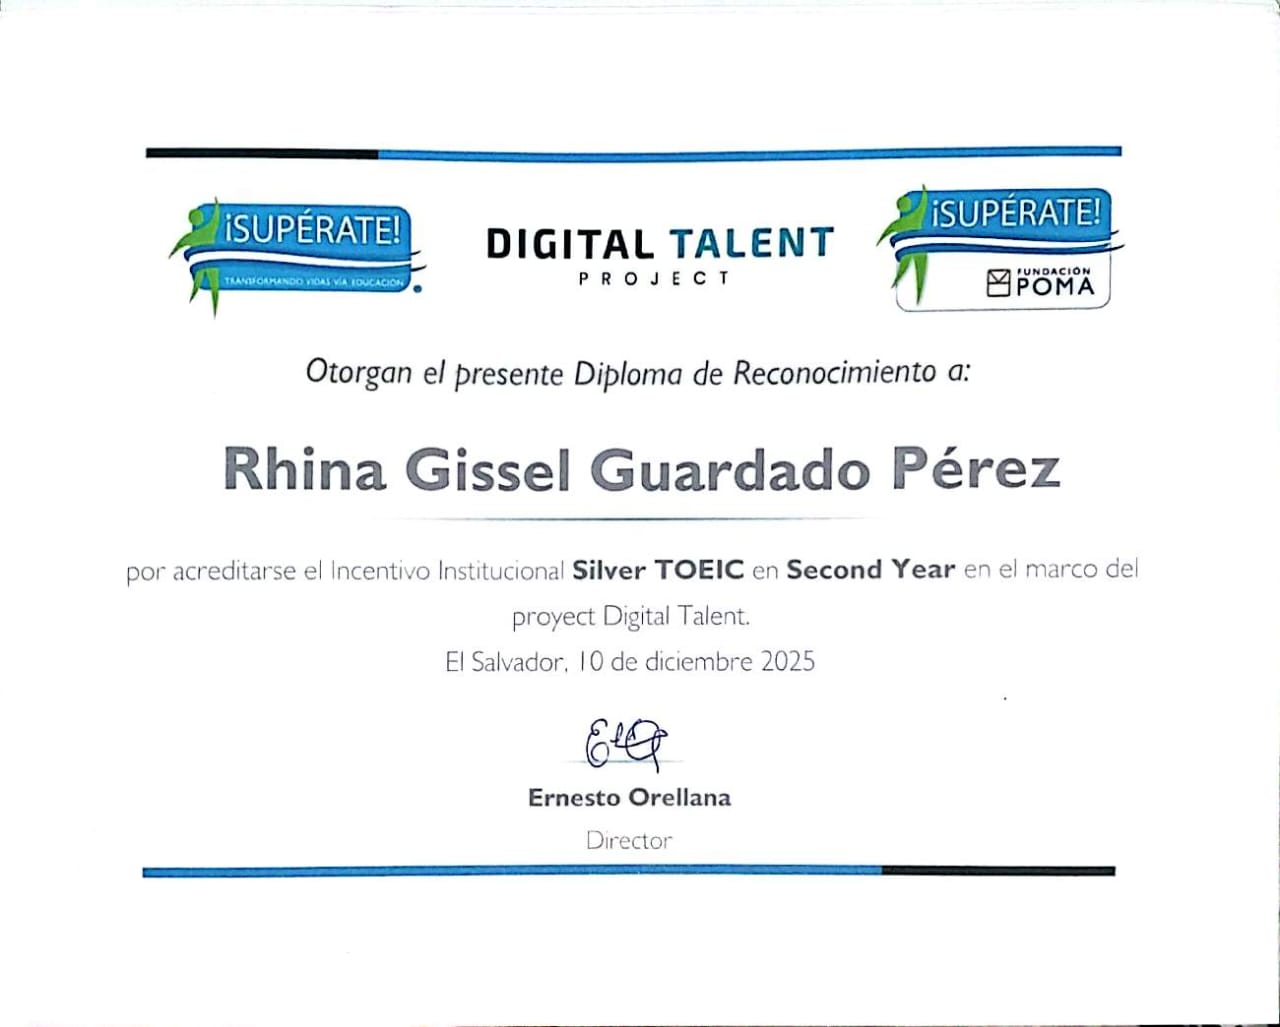 ¡SUPÉRATE!
TRANSFORMANDO VIDAS VÍA EDUCACIÓN
DIGITAL TALENT
PROJECT
¡SUPÉRATE!
FUNDACIÓN
POMA
Otorgan el presente Diploma de Reconocimiento a:
Rhina Gissel Guardado Pérez
por acreditarse el Incentivo Institucional Silver TOEIC en Second Year en el marco del
proyect Digital Talent.
El Salvador, 10 de diciembre 2025
Ernesto Orellana
Director